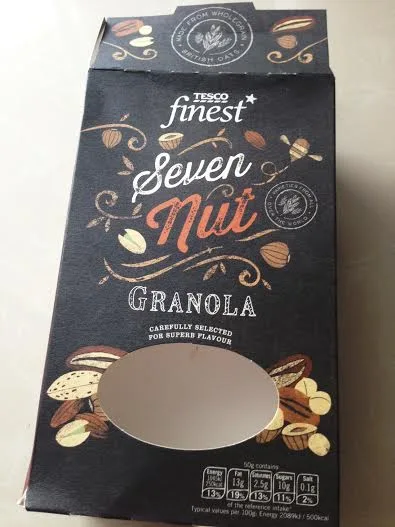 MADE FROM WHOLEGRAIN
BRITISH OATS
TESCO
finest*
Seven
Nut
GRANOLA
CAREFULLY SELECTED
FOR SUPERB FLAVOUR
50g contains
Energy Fat Saturates Sugars Salt
13g 2.5g 10g 0.1g
13% 19% 13% 11% 2%
of the reference intake*
Typical values per 100g: Energy 2089kJ / 500kcal